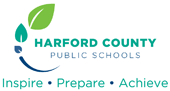 HARFORD COUNTY
PUBLIC SCHOOLS
Inspire • Prepare • Achieve